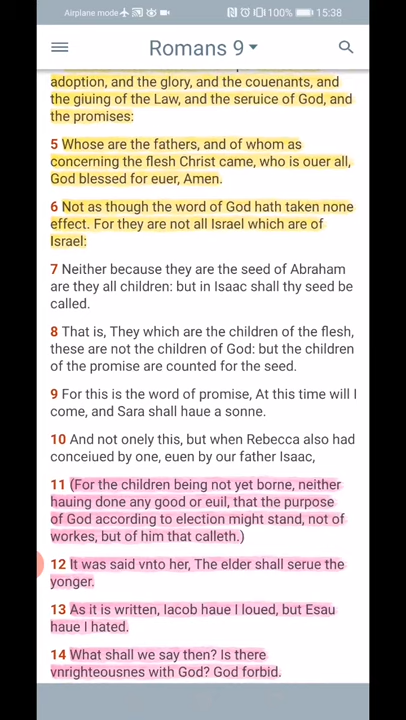 Airplane mode 100% 15:38
Romans 9
adoption, and the glory, and the couenants, and
the giuing of the Law, and the seruice of God, and
the promises:
5 Whose are the fathers, and of whom as
concerning the flesh Christ came, who is ouer all,
God blessed for euer, Amen.
6 Not as though the word of God hath taken none
effect. For they are not all Israel which are of
Israel:
7 Neither because they are the seed of Abraham
are they all children: but in Isaac shall thy seed be
called.
8 That is, They which are the children of the flesh,
these are not the children of God: but the children
of the promise are counted for the seed.
9 For this is the word of promise, At this time will I
come, and Sara shall haue a sonne.
10 And not onely this, but when Rebecca also had
conceiued by one, euen by our father Isaac,
11 (For the children being not yet borne, neither
hauing done any good or euil, that the purpose
of God according to election might stand, not of
workes, but of him that calleth.)
12 It was said vnto her, The elder shall serue the
yonger.
13 As it is written, Iacob haue I loued, but Esau
haue I hated.
14 What shall we say then? Is there
vnrighteousnes with God? God forbid.